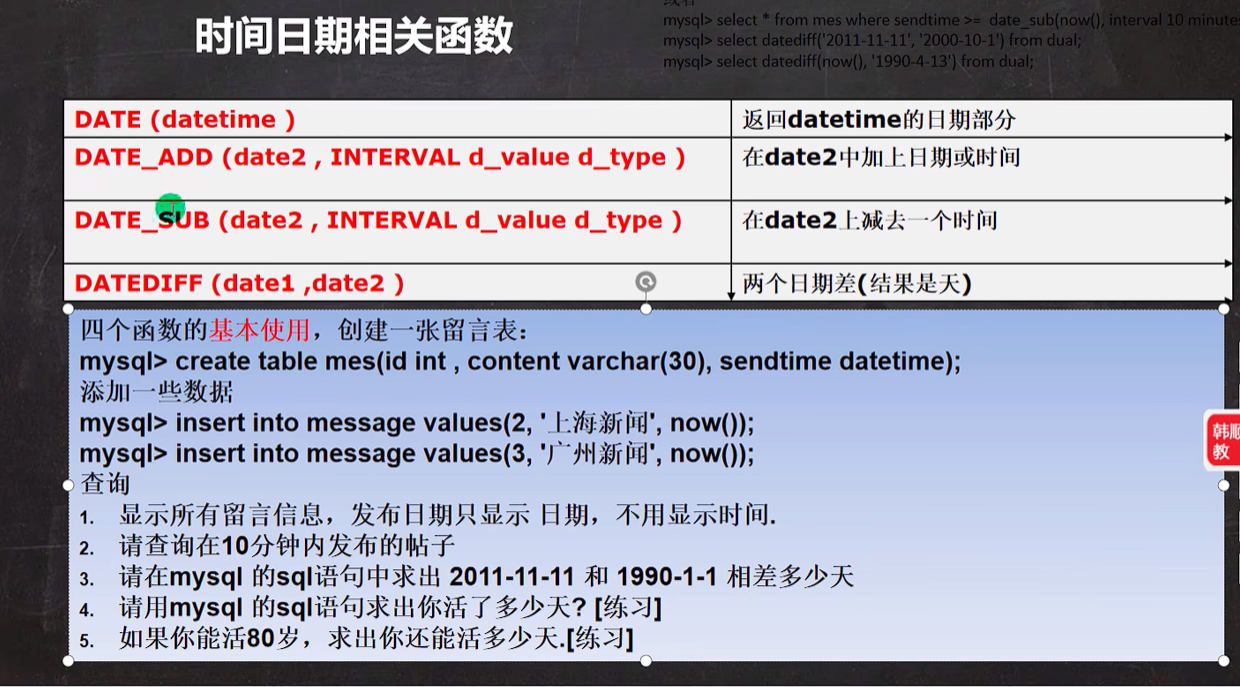 时间日期相关函数
mysql> select * from mes where sendtime >= date_sub(now(), interval 10 minute
mysql> select datediff('2011-11-11', '2000-10-1') from dual;
mysql> select datediff(now(), '1990-4-13') from dual;
DATE (datetime ) 返回datetime的日期部分
DATE_ADD (date2 , INTERVAL d_value d_type ) 在date2中加上日期或时间
DATE_SUB (date2 , INTERVAL d_value d_type ) 在date2上减去一个时间
DATEDIFF (date1 ,date2 ) 两个日期差(结果是天)
四个函数的基本使用，创建一张留言表：
mysql> create table mes(id int , content varchar(30), sendtime datetime);
添加一些数据
mysql> insert into message values(2, '上海新闻', now());
mysql> insert into message values(3, '广州新闻', now());
查询
1. 显示所有留言信息，发布日期只显示 日期，不用显示时间.
2. 请查询在10分钟内发布的帖子
3. 请在mysql 的sql语句中求出 2011-11-11 和 1990-1-1 相差多少天
4. 请用mysql 的sql语句求出你活了多少天? [练习]
5. 如果你能活80岁，求出你还能活多少天.[练习]
韩顺
教